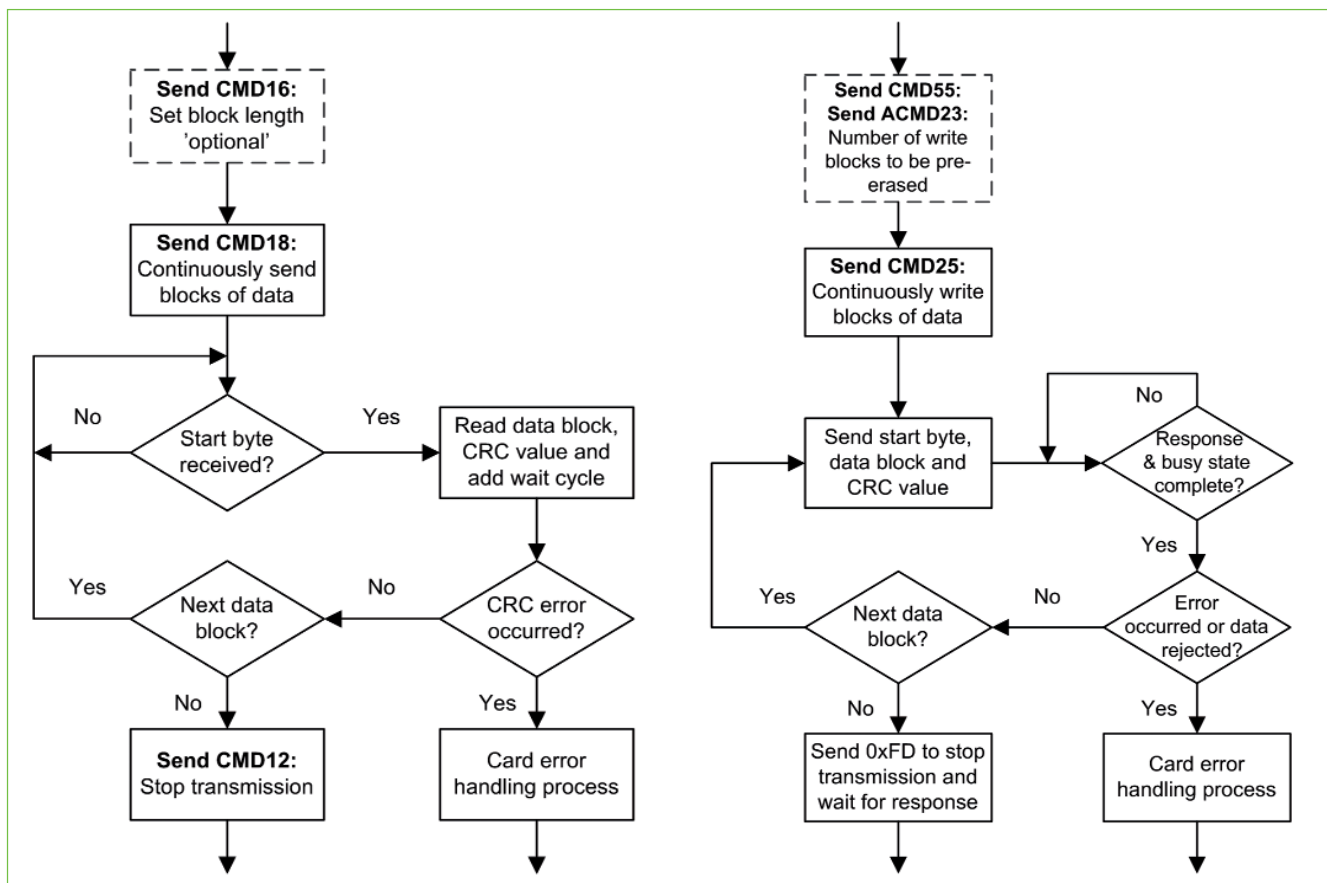 Send CMD16:
Set block length
’optional’
Send CMD18:
Continuously send
blocks of data
No
Start byte
received?
Yes
Read data block,
CRC value and
add wait cycle
Yes
Next data
block?
No
CRC error
occurred?
No
Send CMD12:
Stop transmission
Yes
Card error
handling process
Send CMD55:
Send ACMD23:
Number of write
blocks to be pre-
erased
Send CMD25:
Continuously write
blocks of data
Send start byte,
data block and
CRC value
No
Response
& busy state
complete?
Yes
Yes
Next data
block?
No
Error
occurred or data
rejected?
No
Send 0xFD to stop
transmission and
wait for response
Yes
Card error
handling process